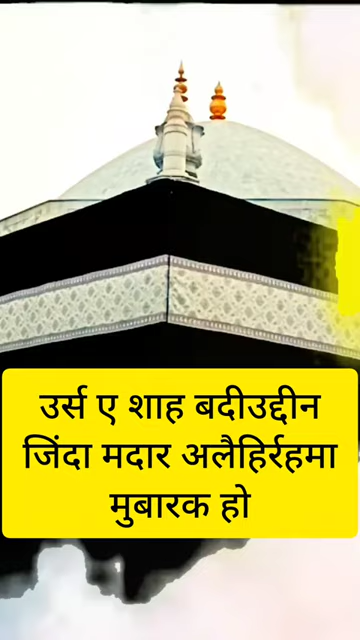 उर्स ए शाह बदीउद्दीन
जिंदा मदार अलैहिर्रहमा
मुबारक हो